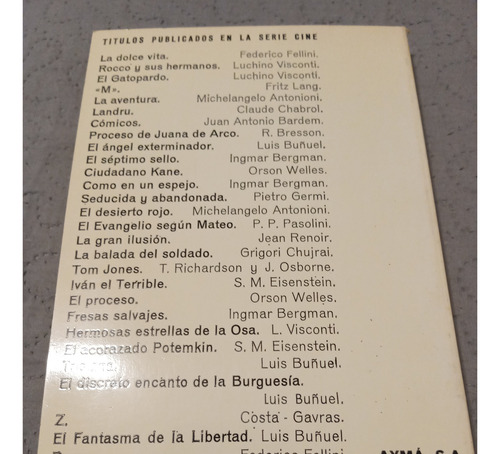 TITULOS PUBLICADOS EN LA SERIE CINE
La dolce vita. Federico Fellini.
Rocco y sus hermanos. Luchino Visconti.
El Gatopardo. Luchino Visconti.
«M». Fritz Lang.
La aventura. Michelangelo Antonioni.
Landru. Claude Chabrol.
Cómicos. Juan Antonio Bardem.
Proceso de Juana de Arco. R. Bresson.
El ángel exterminador. Luis Buñuel.
El séptimo sello. Ingmar Bergman.
Ciudadano Kane. Orson Welles.
Como en un espejo. Ingmar Bergman.
Seducida y abandonada. Pietro Germi.
El desierto rojo. Michelangelo Antonioni.
El Evangelio según Mateo. P. P. Pasolini.
La gran ilusión. Jean Renoir.
La balada del soldado. Grigori Chujrai.
Tom Jones. T. Richardson y J. Osborne.
Iván el Terrible. S. M. Eisenstein.
El proceso. Orson Welles.
Fresas salvajes. Ingmar Bergman.
Hermosas estrellas de la Osa. L. Visconti.
El acorazado Potemkin. S. M. Eisenstein.
Luis Buñuel.
El discreto encanto de la Burguesía.
Luis Buñuel.
Z. Costa - Gavras.
El Fantasma de la Libertad. Luis Buñuel.
Federico Fellini
AYMÁ, S.A.